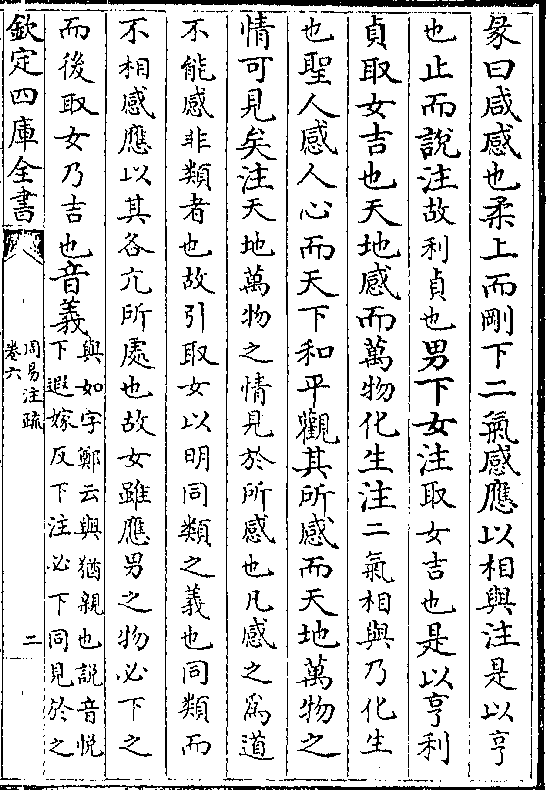 彖曰咸感也柔上而剛下二氣感應以相與注是以亨
也止而說注故利貞也男下女注取女吉也是以亨利
貞取女吉也天地感而萬物化生注二氣相與乃化生
也聖人感人心而天下和平觀其所感而天地萬物之
情可見矣注天地萬物之情見於所感也凡感之為道
不能感非類者也故引取女以明同類之義也同類而
不相感應以其各亢所處也故女雖應男之物必下之
而後取女乃吉也音義與如字鄭云與猶親也說音悅
下遐嫁反下注必下同見於之
欽定四庫全書
周易注疏
卷六
二